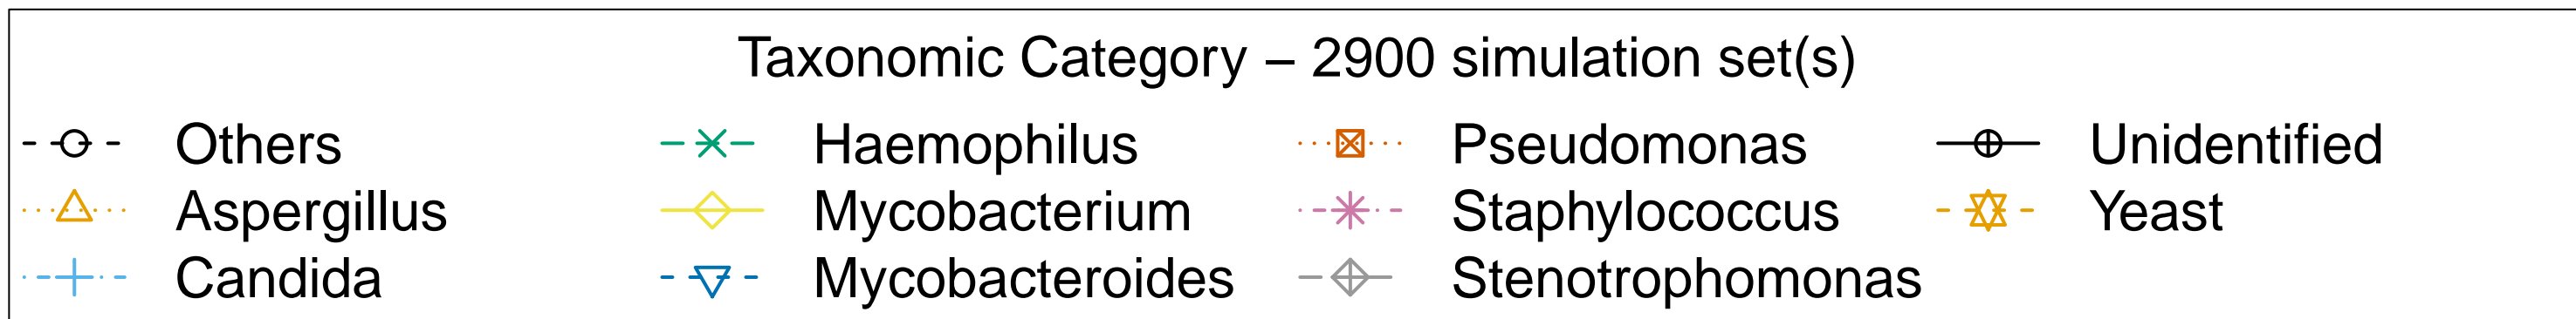 Taxonomic Category – 2900 simulation set(s)
Others Haemophilus Pseudomonas Unidentified
Aspergillus Mycobacterium Staphylococcus Yeast
Candida Mycobacteroides Stenotrophomonas